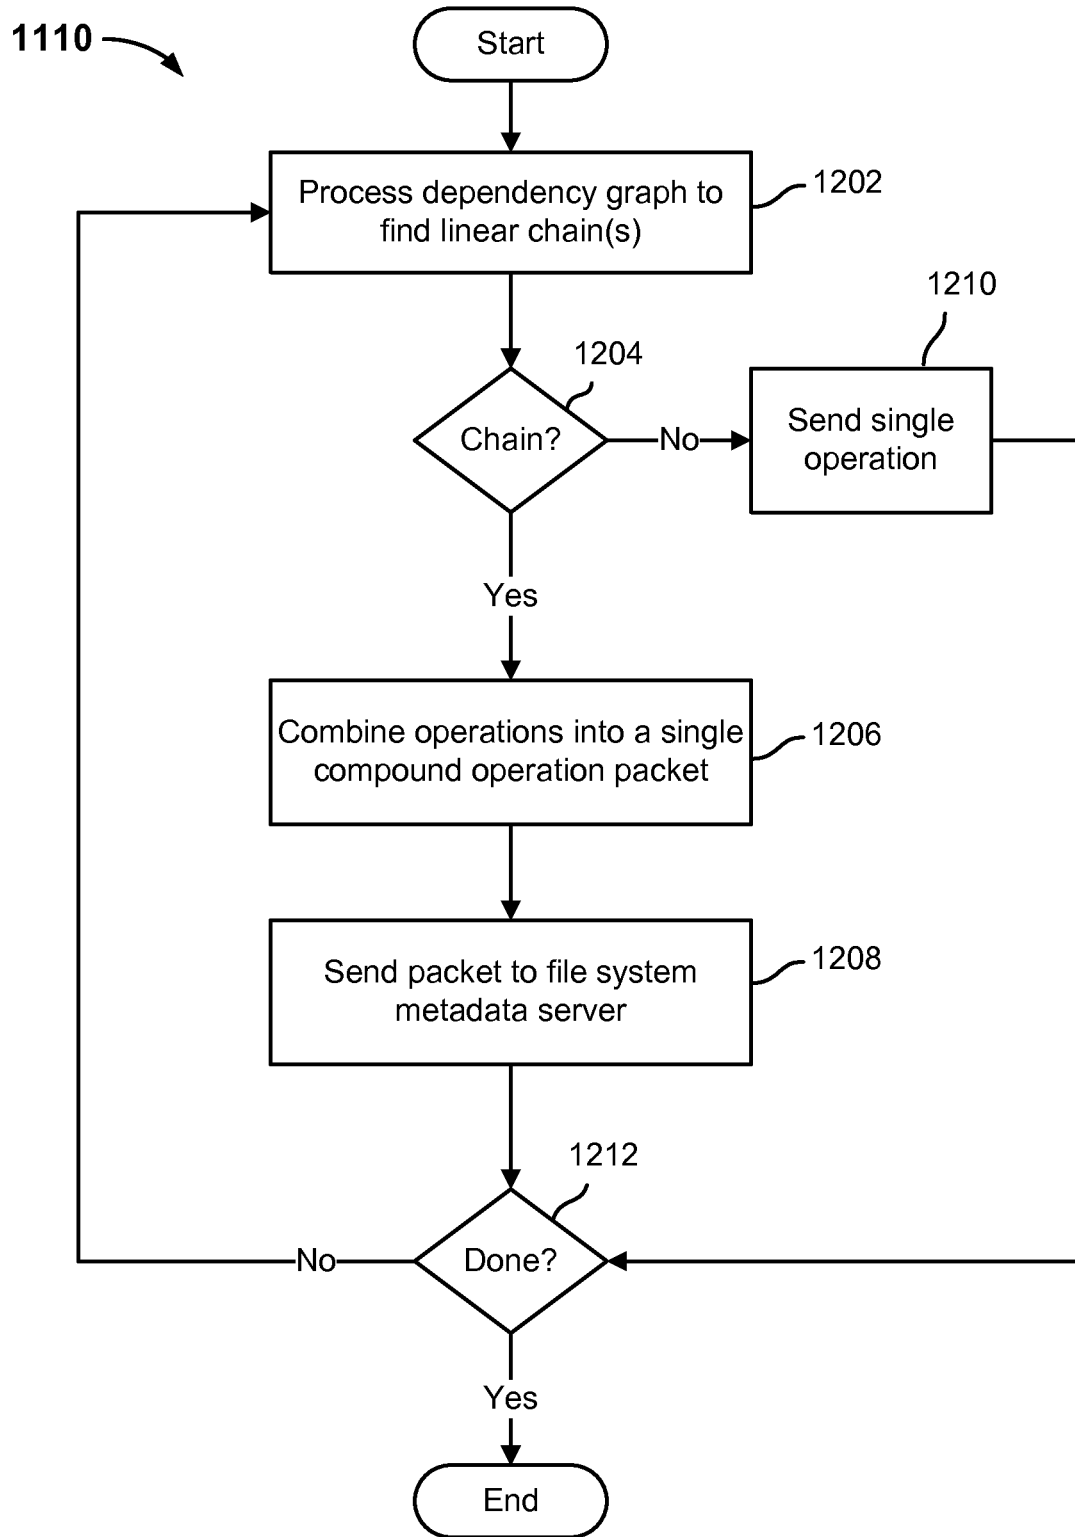 1110
Start
Process dependency graph to
find linear chain(s)
1202
1210
1204
Chain?
No
Send single
operation
Yes
Combine operations into a single
compound operation packet
1206
Send packet to file system
metadata server
1208
1212
Done?
No
Yes
End